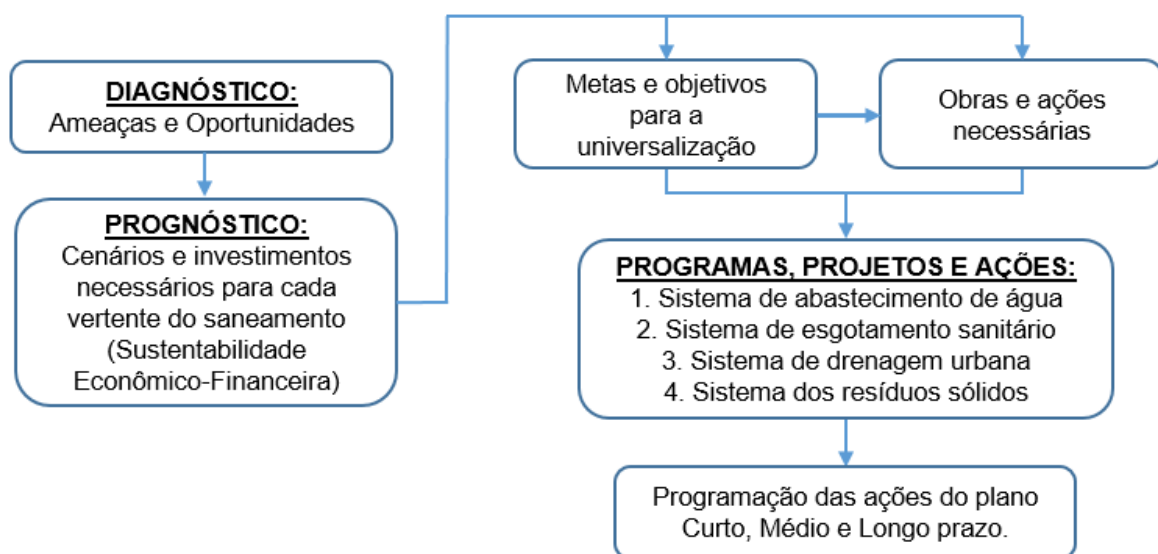 DIAGNÓSTICO:
Ameaças e Oportunidades
PROGNÓSTICO:
Cenários e investimentos
necessários para cada
vertente do saneamento
(Sustentabilidade
Econômico-Financeira)
Metas e objetivos
para a
universalização
Obras e ações
necessárias
PROGRAMAS, PROJETOS E AÇÕES:
1. Sistema de abastecimento de água
2. Sistema de esgotamento sanitário
3. Sistema de drenagem urbana
4. Sistema dos resíduos sólidos
Programação das ações do plano
Curto, Médio e Longo prazo.